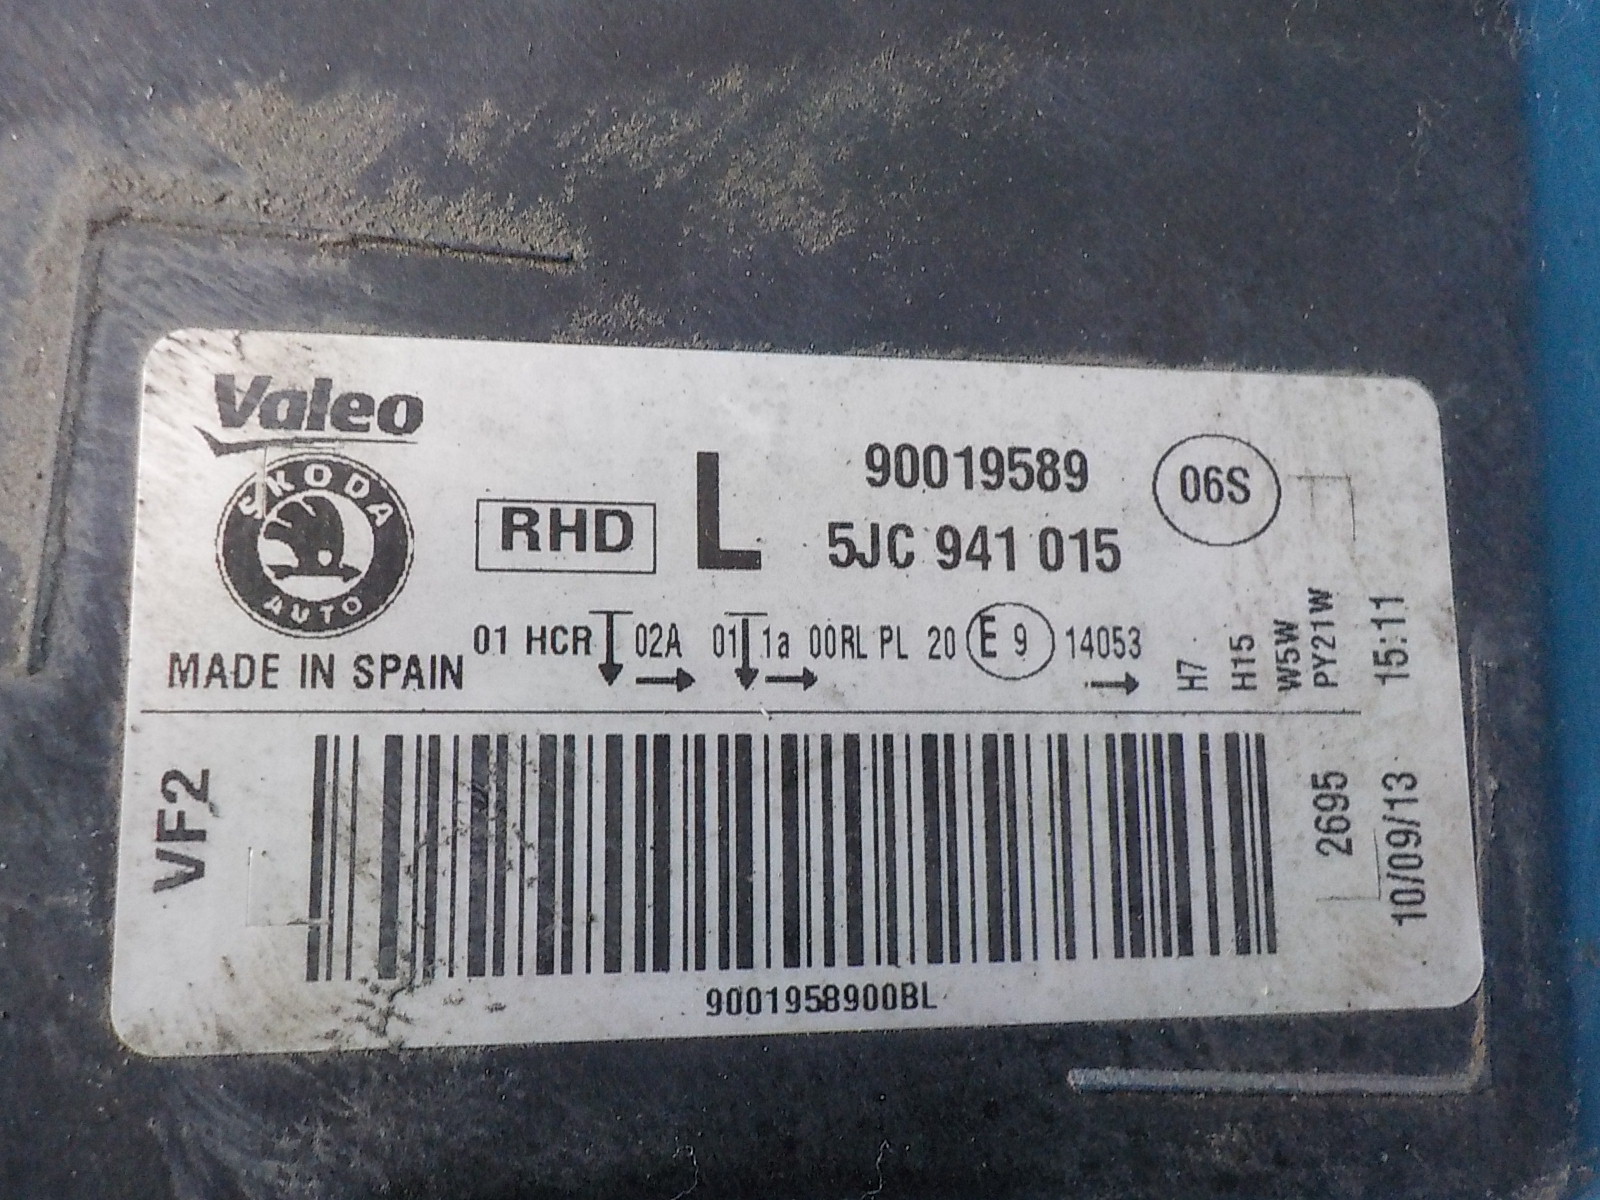 Valeo
SKODA
AUTO
MADE IN SPAIN
RHD
L
90019589
5JC 941 015
06S
01 HCR 02A 01 1a 00RL PL 20 E 9 14053
H7
H15
W5W
PY21W
15:11
VF2
2695
10/09/13
9001958900BL